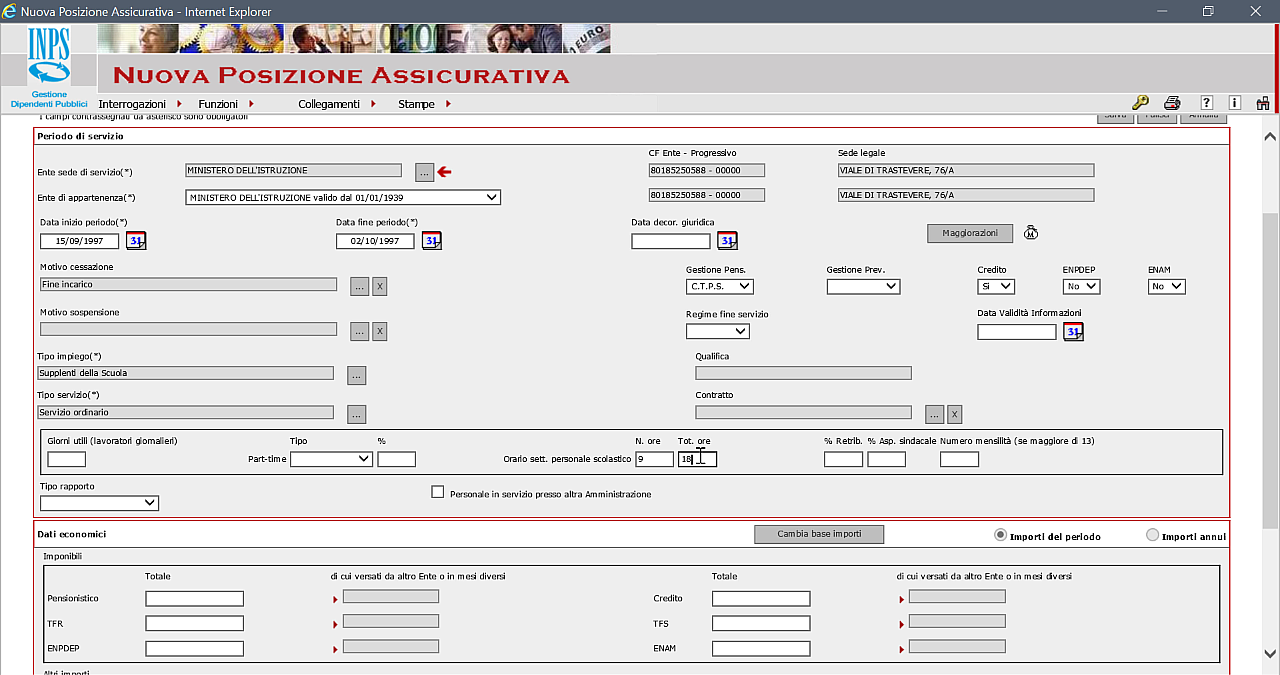 Nuova Posizione Assicurativa - Internet Explorer
INPS
Gestione
Dipendenti Pubblici
EURO
NUOVA POSIZIONE ASSICURATIVA
Interrogazioni Funzioni Collegamenti Stampe
I campi contrassegnati da asterisco sono obbligatori Salva Pulisci Annulla
Periodo di servizio
CF Ente - Progressivo Sede legale
Ente sede di servizio(*) MINISTERO DELL'ISTRUZIONE ... 80185250588 - 00000 VIALE DI TRASTEVERE, 76/A
Ente di appartenenza(*) MINISTERO DELL'ISTRUZIONE valido dal 01/01/1939 80185250588 - 00000 VIALE DI TRASTEVERE, 76/A
Data inizio periodo(*) Data fine periodo(*) Data decor. giuridica
15/09/1997 31 02/10/1997 31 31 Maggiorazioni M
Motivo cessazione Gestione Pens. Gestione Prev. Credito ENPDEP ENAM
Fine incarico ... X C.T.P.S. Si No No
Motivo sospensione Regime fine servizio Data Validità Informazioni
... X 31
Tipo impiego(*) Qualifica
Supplenti della Scuola ...
Tipo servizio(*) Contratto
Servizio ordinario ... ... X
Giorni utili (lavoratori giornalieri) Tipo % N. ore Tot. ore % Retrib. % Asp. sindacale Numero mensilità (se maggiore di 13)
Part-time Orario sett. personale scolastico 9 18
Tipo rapporto
Personale in servizio presso altra Amministrazione
Dati economici Cambia base importi Importi del periodo Importi annui
Imponibili
Totale di cui versati da altro Ente o in mesi diversi Totale di cui versati da altro Ente o in mesi diversi
Pensionistico Credito
TFR TFS
ENPDEP ENAM
Altri importi